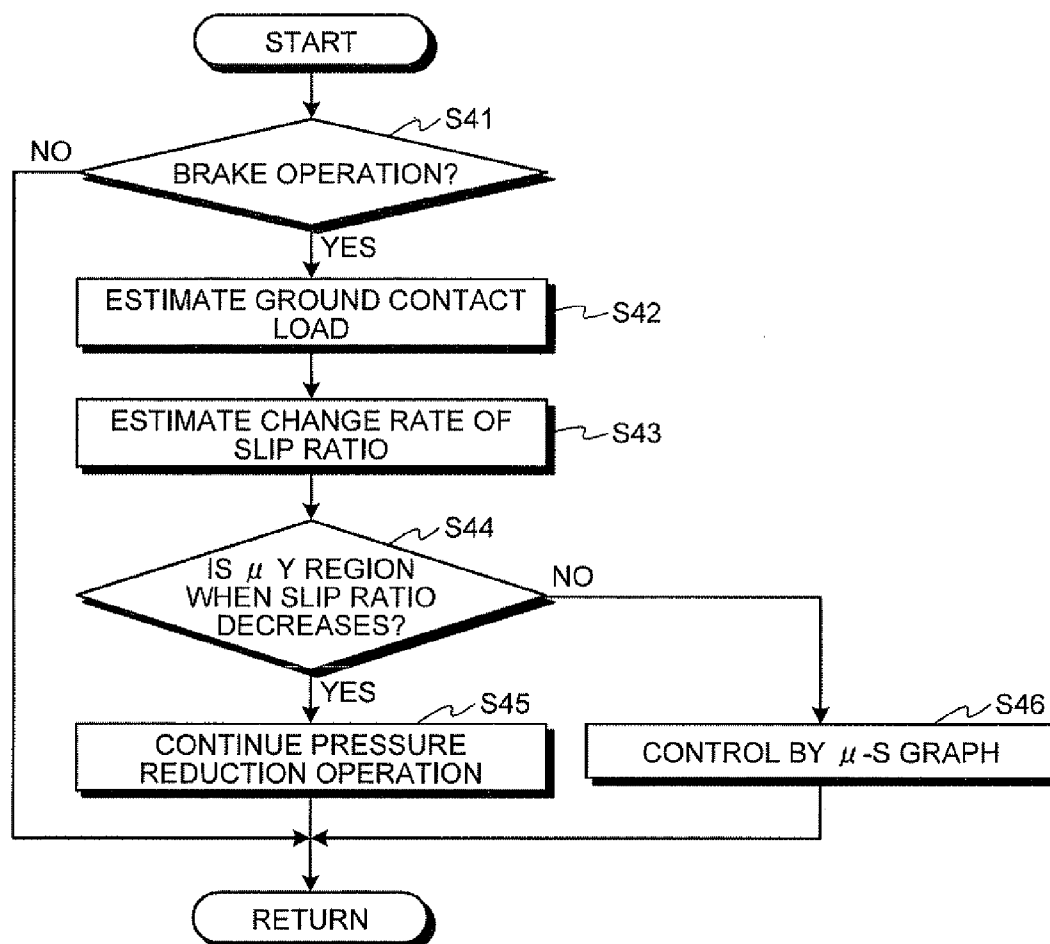 START
S41
NO
BRAKE OPERATION?
YES
ESTIMATE GROUND CONTACT
LOAD
S42
ESTIMATE CHANGE RATE OF
SLIP RATIO
S43
S44
IS μ Y REGION
WHEN SLIP RATIO
DECREASES?
NO
YES
S45
CONTINUE PRESSURE
REDUCTION OPERATION
S46
CONTROL BY μ-S GRAPH
RETURN